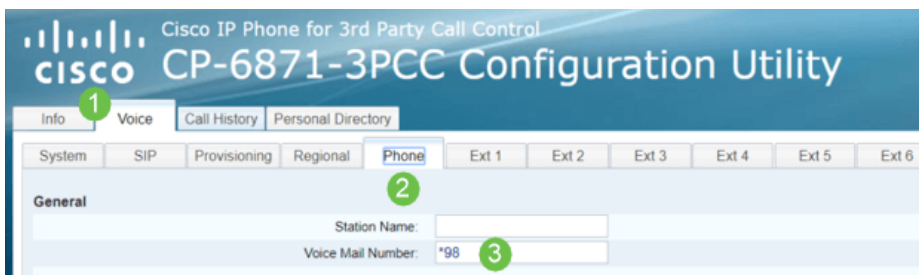 Cisco IP Phone for 3rd Party Call Control
CISCO CP-6871-3PCC Configuration Utility
1
Info Voice Call History Personal Directory
System SIP Provisioning Regional Phone Ext 1 Ext 2 Ext 3 Ext 4 Ext 5 Ext 6
2
General
Station Name:
Voice Mail Number: *98 3